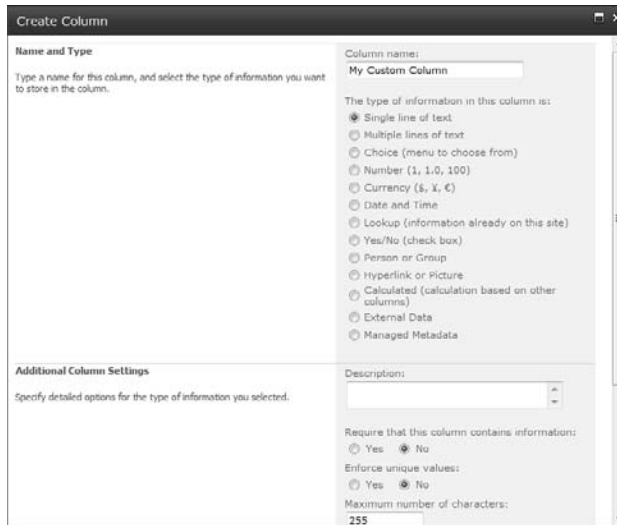 Create Column
Name and Type
Type a name for this column, and select the type of information you want
to store in the column.
Column name:
My Custom Column
The type of information in this column is:
Single line of text
Multiple lines of text
Choice (menu to choose from)
Number (1, 1.0, 100)
Currency ($, ¥, €)
Date and Time
Lookup (information already on this site)
Yes/No (check box)
Person or Group
Hyperlink or Picture
Calculated (calculation based on other
columns)
External Data
Managed Metadata
Additional Column Settings
Specify detailed options for the type of information you selected.
Description:
Require that this column contains information:
Yes No
Enforce unique values:
Yes No
Maximum number of characters:
255